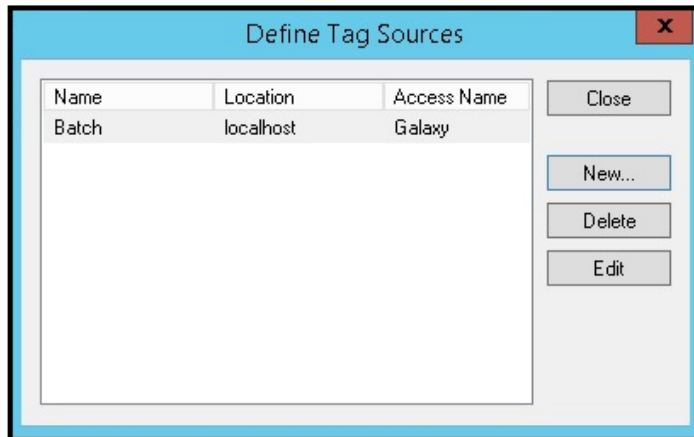 Define Tag Sources
x
Name Location Access Name
Batch localhost Galaxy
Close
New...
Delete
Edit